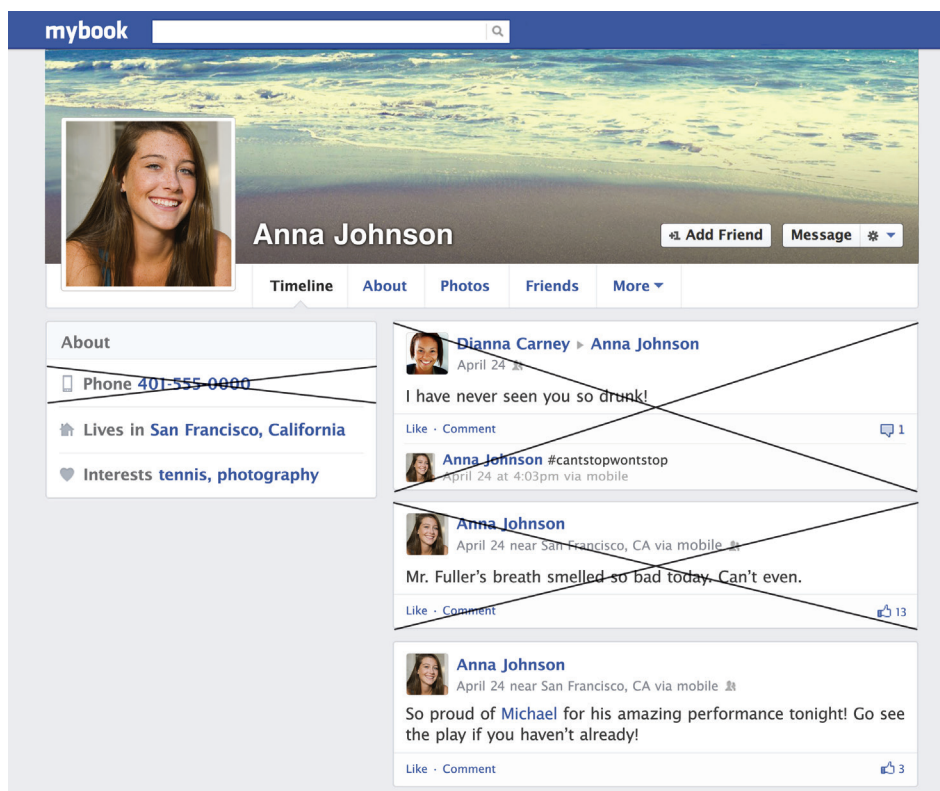 mybook
Anna Johnson
+1 Add Friend
Message
Timeline About Photos Friends More
About
Phone 401-555-0000
Lives in San Francisco, California
Interests tennis, photography
Dianna Carney ▸ Anna Johnson
April 24
I have never seen you so drunk!
Like · Comment
1
Anna Johnson #cantstopwontstop
April 24 at 4:03pm via mobile
Anna Johnson
April 24 near San Francisco, CA via mobile
Mr. Fuller’s breath smelled so bad today. Can’t even.
Like · Comment
13
Anna Johnson
April 24 near San Francisco, CA via mobile
So proud of Michael for his amazing performance tonight! Go see
the play if you haven’t already!
Like · Comment
3